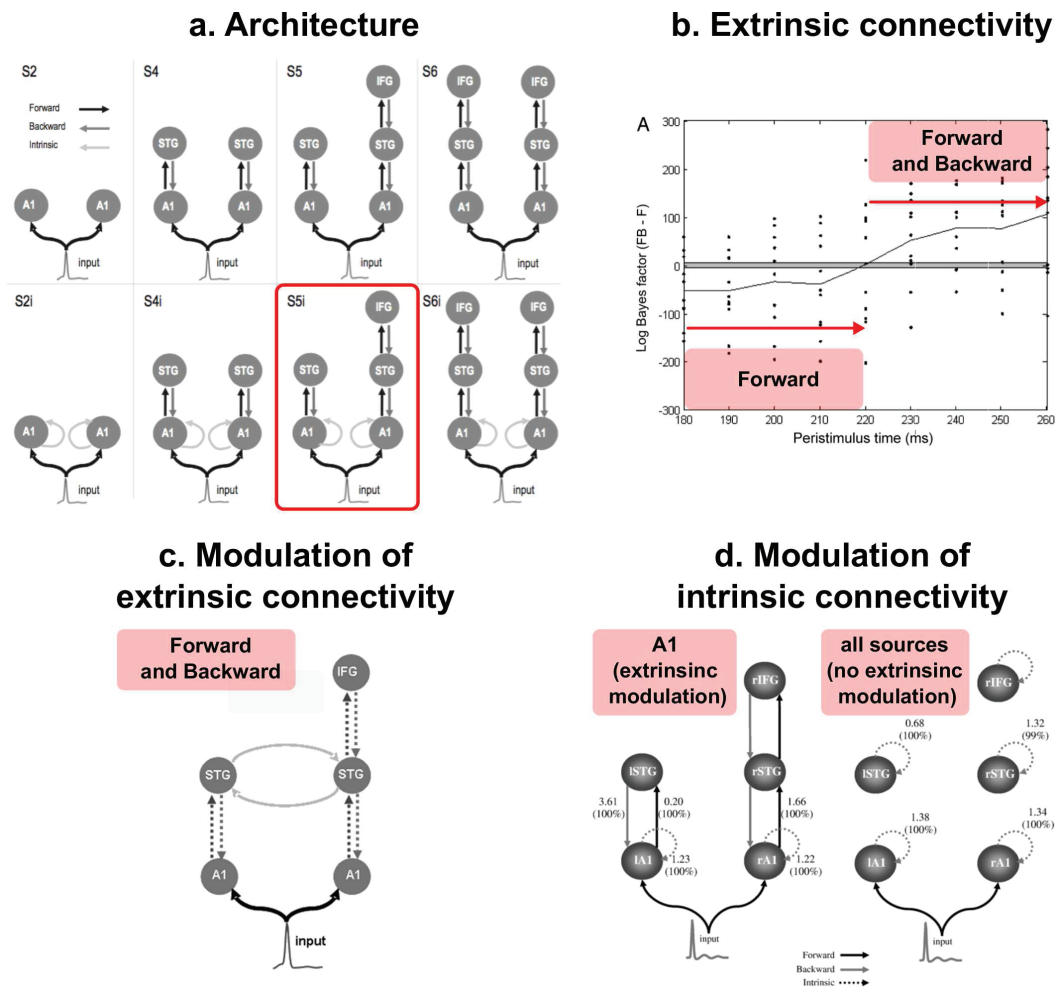 a. Architecture
S2
S4
S5
S6
Forward
Backward
Intrinsic
IFG
IFG
IFG
STG
STG
STG
STG
STG
STG
A1
A1
A1
A1
A1
A1
A1
A1
input
input
input
input
S2i
S4i
S5i
S6i
IFG
IFG
IFG
STG
STG
STG
STG
STG
STG
A1
A1
A1
A1
A1
A1
A1
A1
input
input
input
input
b. Extrinsic connectivity
A
Log Bayes factor (FB - F)
300
200
100
0
-100
-200
-300
Forward
and Backward
Forward
180
190
200
210
220
230
240
250
260
Peristimulus time (ms)
c. Modulation of
extrinsic connectivity
Forward
and Backward
IFG
STG
STG
A1
A1
input
d. Modulation of
intrinsic connectivity
A1
(extrinsinc
modulation)
rIFG
lSTG
rSTG
3.61
(100%)
0.20
(100%)
1.66
(100%)
lA1
1.23
(100%)
rA1
1.22
(100%)
input
all sources
(no extrinsinc
modulation)
rIFG
0.68
(100%)
1.32
(99%)
lSTG
rSTG
1.38
(100%)
1.34
(100%)
lA1
rA1
input
Forward
Backward
Intrinsic